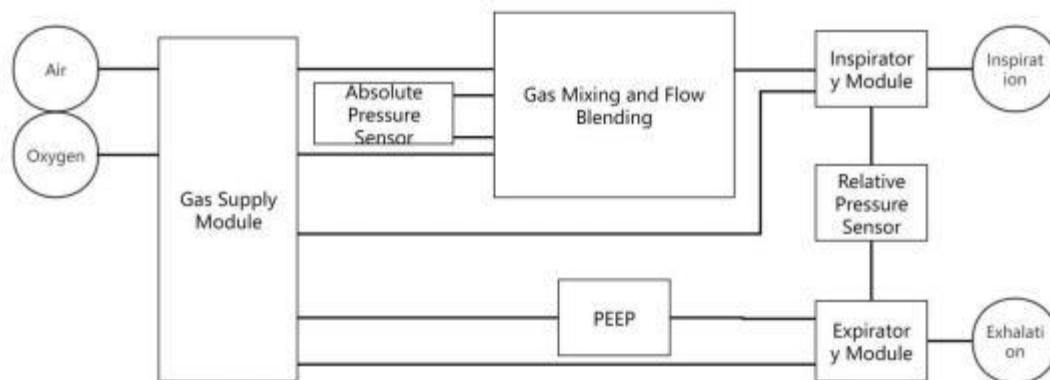 Air
Oxygen
Gas Supply
Module
Absolute
Pressure
Sensor
Gas Mixing and Flow
Blending
Inspirator
y Module
Inspirat
ion
Relative
Pressure
Sensor
PEEP
Expirator
y Module
Exhalati
on